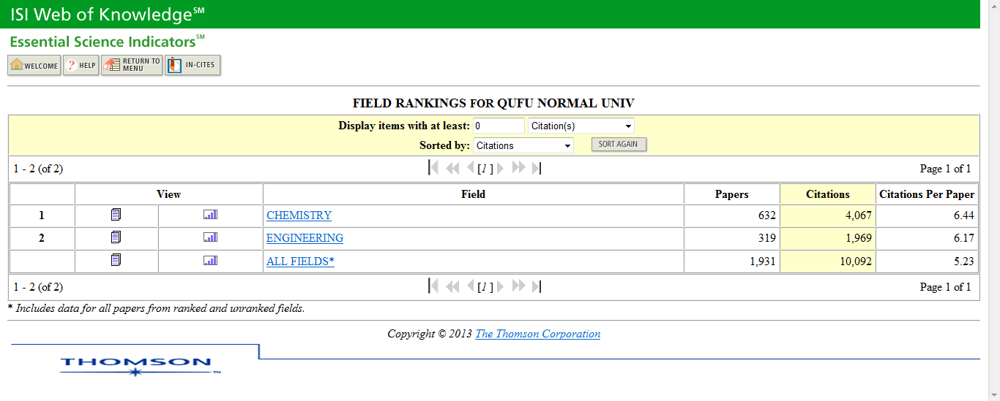 ISI Web of Knowledge℠
Essential Science Indicators℠
WELCOME ? HELP RETURN TO MENU IN-CITES
FIELD RANKINGS FOR QUFU NORMAL UNIV
Display items with at least: 0 Citation(s)
Sorted by: Citations SORT AGAIN
1 - 2 (of 2) [1] Page 1 of 1
View Field Papers Citations Citations Per Paper
1 CHEMISTRY 632 4,067 6.44
2 ENGINEERING 319 1,969 6.17
ALL FIELDS* 1,931 10,092 5.23
1 - 2 (of 2) [1] Page 1 of 1
* Includes data for all papers from ranked and unranked fields.
Copyright © 2013 The Thomson Corporation
THOMSON™